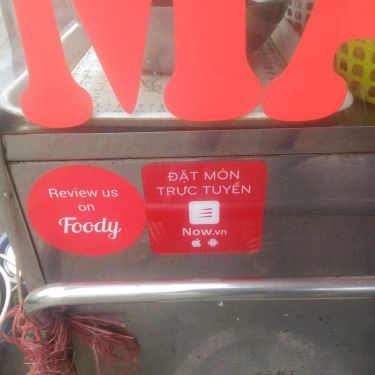 Review us
on
Foody
ĐẶT MÓN
TRỰC TUYẾN
Now.vn